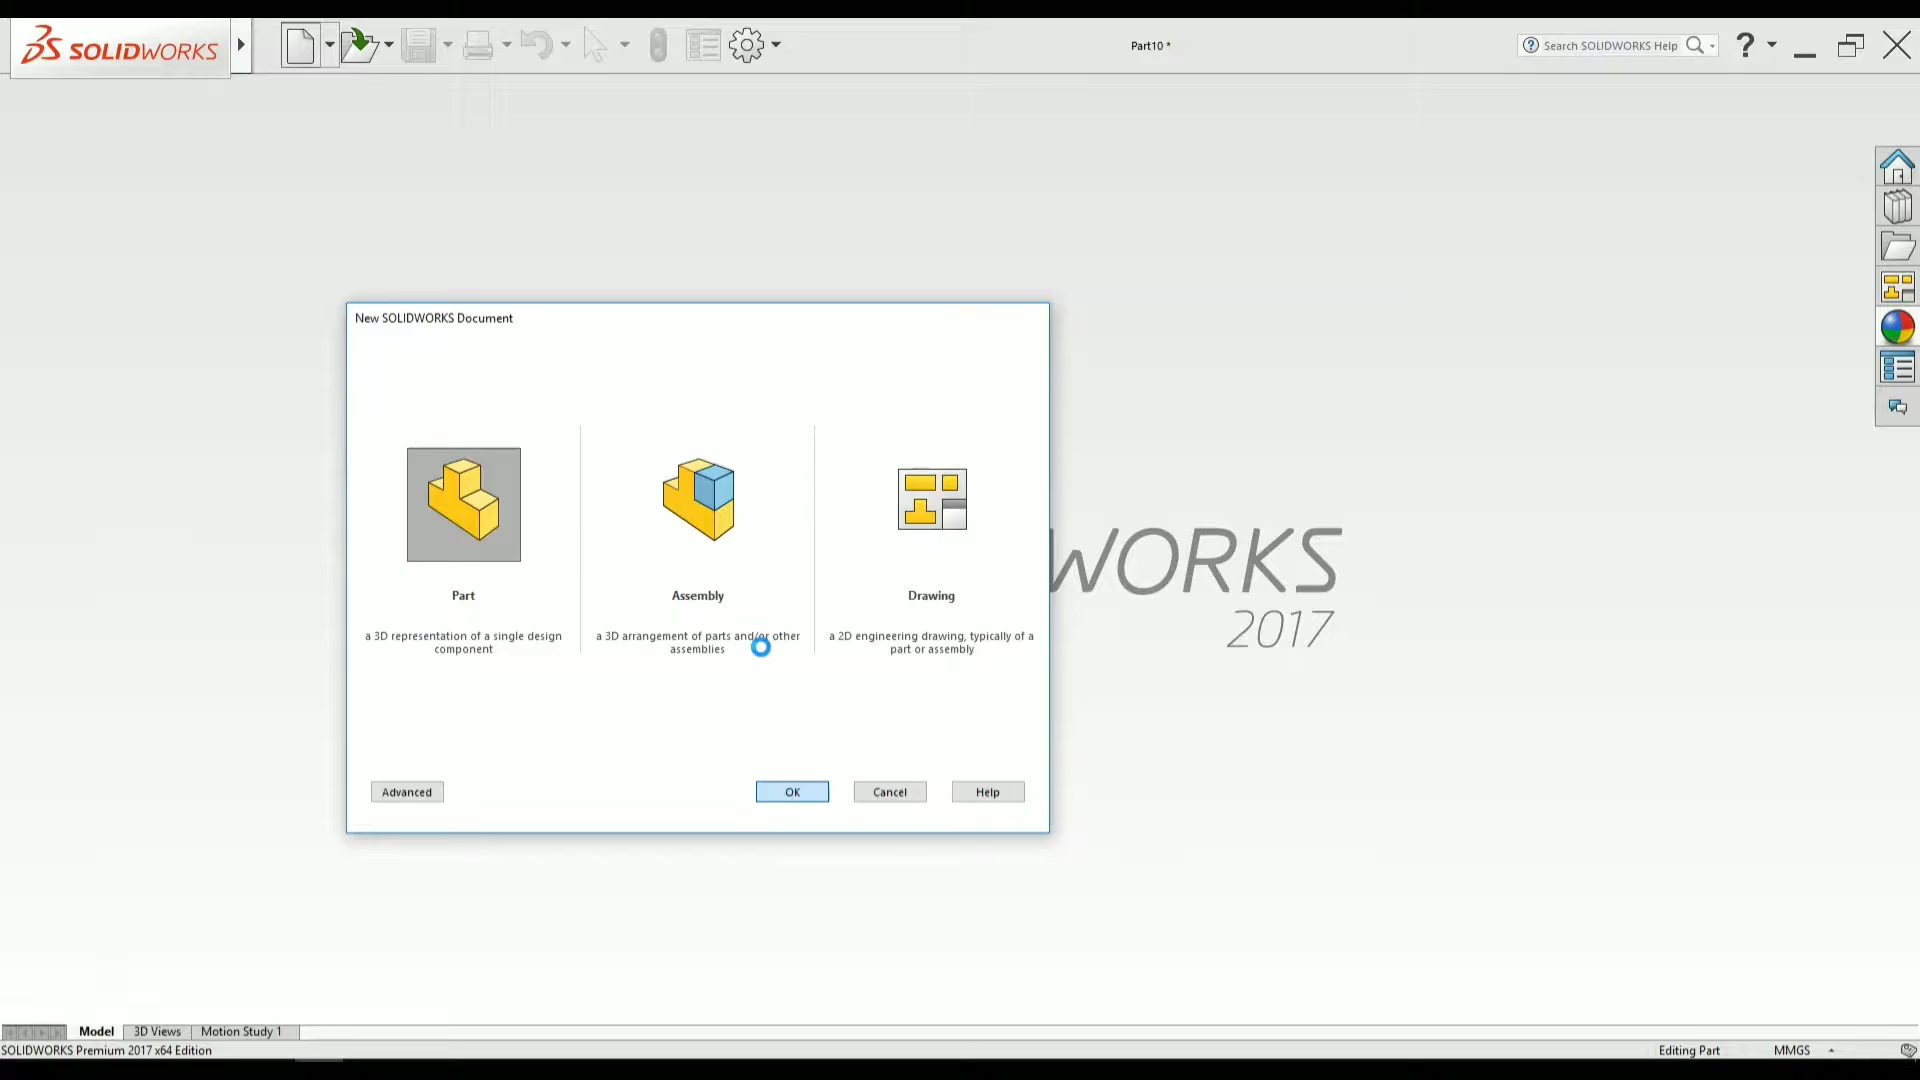 SOLIDWORKS
Part10 *
Search SOLIDWORKS Help
New SOLIDWORKS Document
Part
Assembly
Drawing
a 3D representation of a single design
component
a 3D arrangement of parts and/or other
assemblies
a 2D engineering drawing, typically of a
part or assembly
WORKS
2017
Advanced
OK
Cancel
Help
Model
3D Views
Motion Study 1
SOLIDWORKS Premium 2017 x64 Edition
Editing Part
MMGS